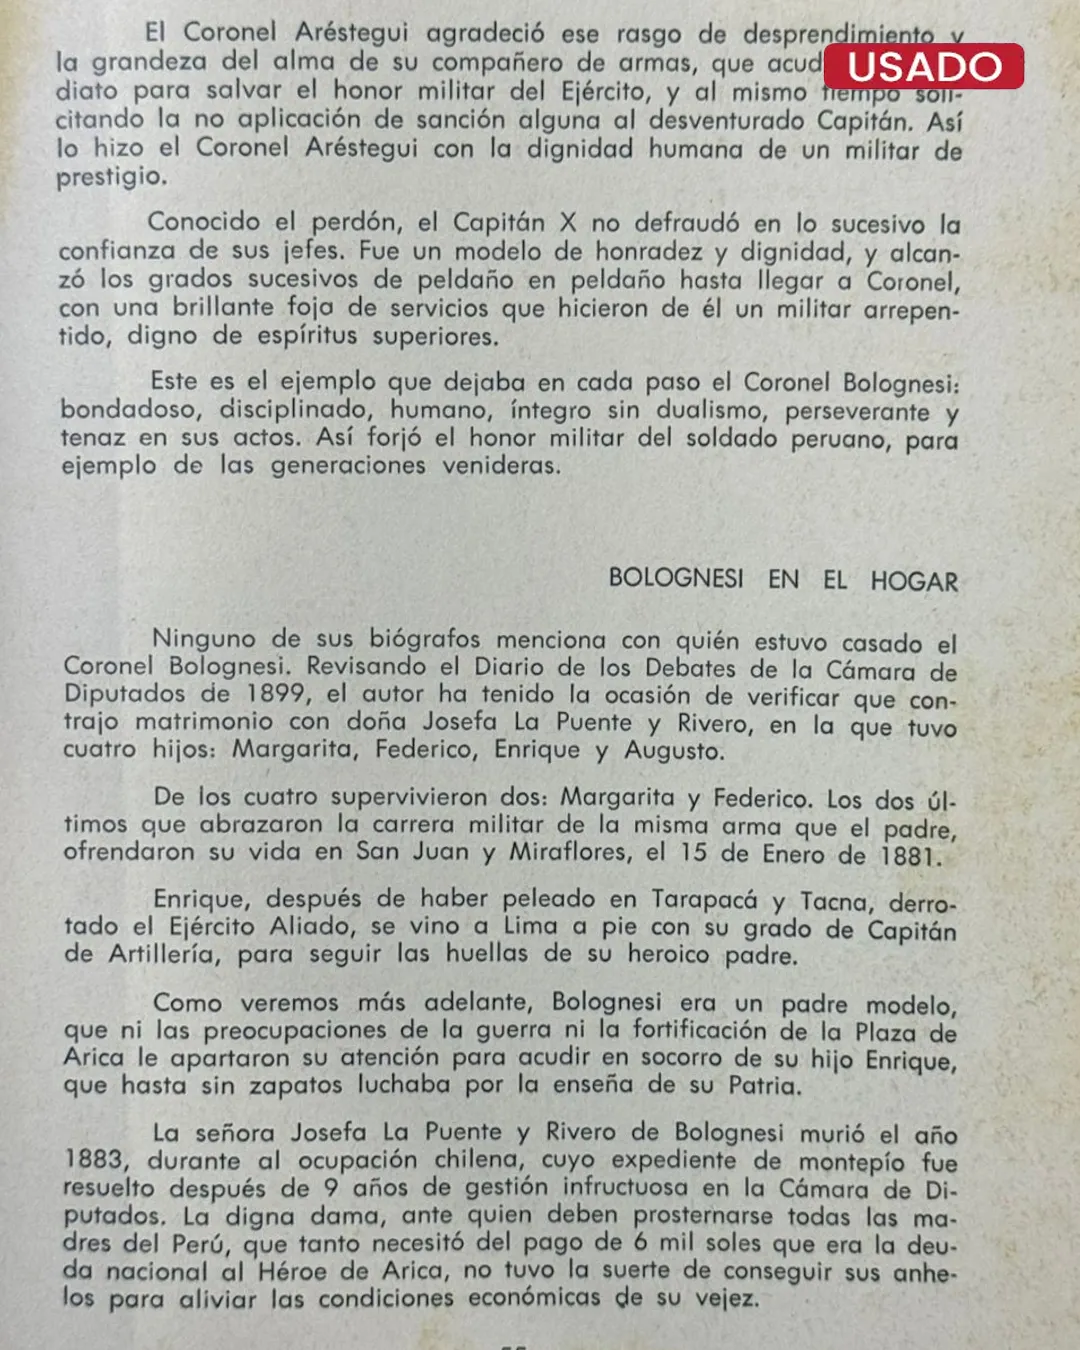 El Coronel Aréstegui agradeció ese rasgo de desprendimiento y
la grandeza del alma de su compañero de armas, que acud
USADO
diato para salvar el honor militar del Ejército, y al mismo tiempo soli-
citando la no aplicación de sanción alguna al desventurado Capitán. Así
lo hizo el Coronel Aréstegui con la dignidad humana de un militar de
prestigio.
Conocido el perdón, el Capitán X no defraudó en lo sucesivo la
confianza de sus jefes. Fue un modelo de honradez y dignidad, y alcan-
zó los grados sucesivos de peldaño en peldaño hasta llegar a Coronel,
con una brillante foja de servicios que hicieron de él un militar arrepen-
tido, digno de espíritus superiores.
Este es el ejemplo que dejaba en cada paso el Coronel Bolognesi:
bondadoso, disciplinado, humano, íntegro sin dualismo, perseverante y
tenaz en sus actos. Así forjó el honor militar del soldado peruano, para
ejemplo de las generaciones venideras.
BOLOGNESI EN EL HOGAR
Ninguno de sus biógrafos menciona con quién estuvo casado el
Coronel Bolognesi. Revisando el Diario de los Debates de la Cámara de
Diputados de 1899, el autor ha tenido la ocasión de verificar que con-
trajo matrimonio con doña Josefa La Puente y Rivero, en la que tuvo
cuatro hijos: Margarita, Federico, Enrique y Augusto.
De los cuatro supervivieron dos: Margarita y Federico. Los dos úl-
timos que abrazaron la carrera militar de la misma arma que el padre,
ofrendaron su vida en San Juan y Miraflores, el 15 de Enero de 1881.
Enrique, después de haber peleado en Tarapacá y Tacna, derro-
tado el Ejército Aliado, se vino a Lima a pie con su grado de Capitán
de Artillería, para seguir las huellas de su heroico padre.
Como veremos más adelante, Bolognesi era un padre modelo,
que ni las preocupaciones de la guerra ni la fortificación de la Plaza de
Arica le apartaron su atención para acudir en socorro de su hijo Enrique,
que hasta sin zapatos luchaba por la enseña de su Patria.
La señora Josefa La Puente y Rivero de Bolognesi murió el año
1883, durante al ocupación chilena, cuyo expediente de montepío fue
resuelto después de 9 años de gestión infructuosa en la Cámara de Di-
putados. La digna dama, ante quien deben prosternarse todas las ma-
dres del Perú, que tanto necesitó del pago de 6 mil soles que era la deu-
da nacional al Héroe de Arica, no tuvo la suerte de conseguir sus anhe-
los para aliviar las condiciones económicas de su vejez.